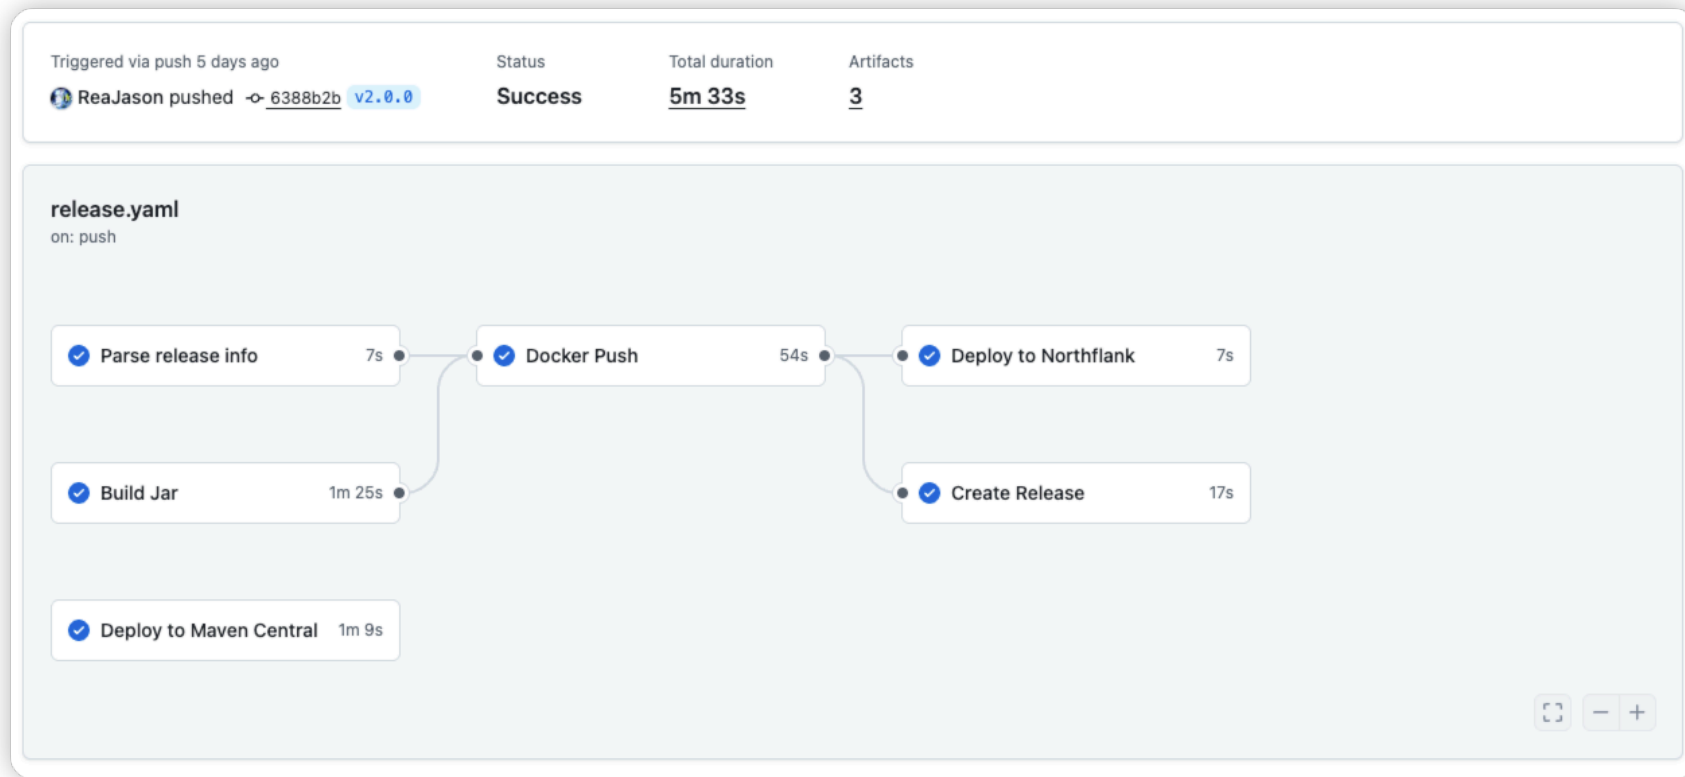 Triggered via push 5 days ago
ReaJason pushed 6388b2b v2.0.0
Status
Success
Total duration
5m 33s
Artifacts
3
release.yaml
on: push
Parse release info 7s
Docker Push 54s
Deploy to Northflank 7s
Build Jar 1m 25s
Create Release 17s
Deploy to Maven Central 1m 9s